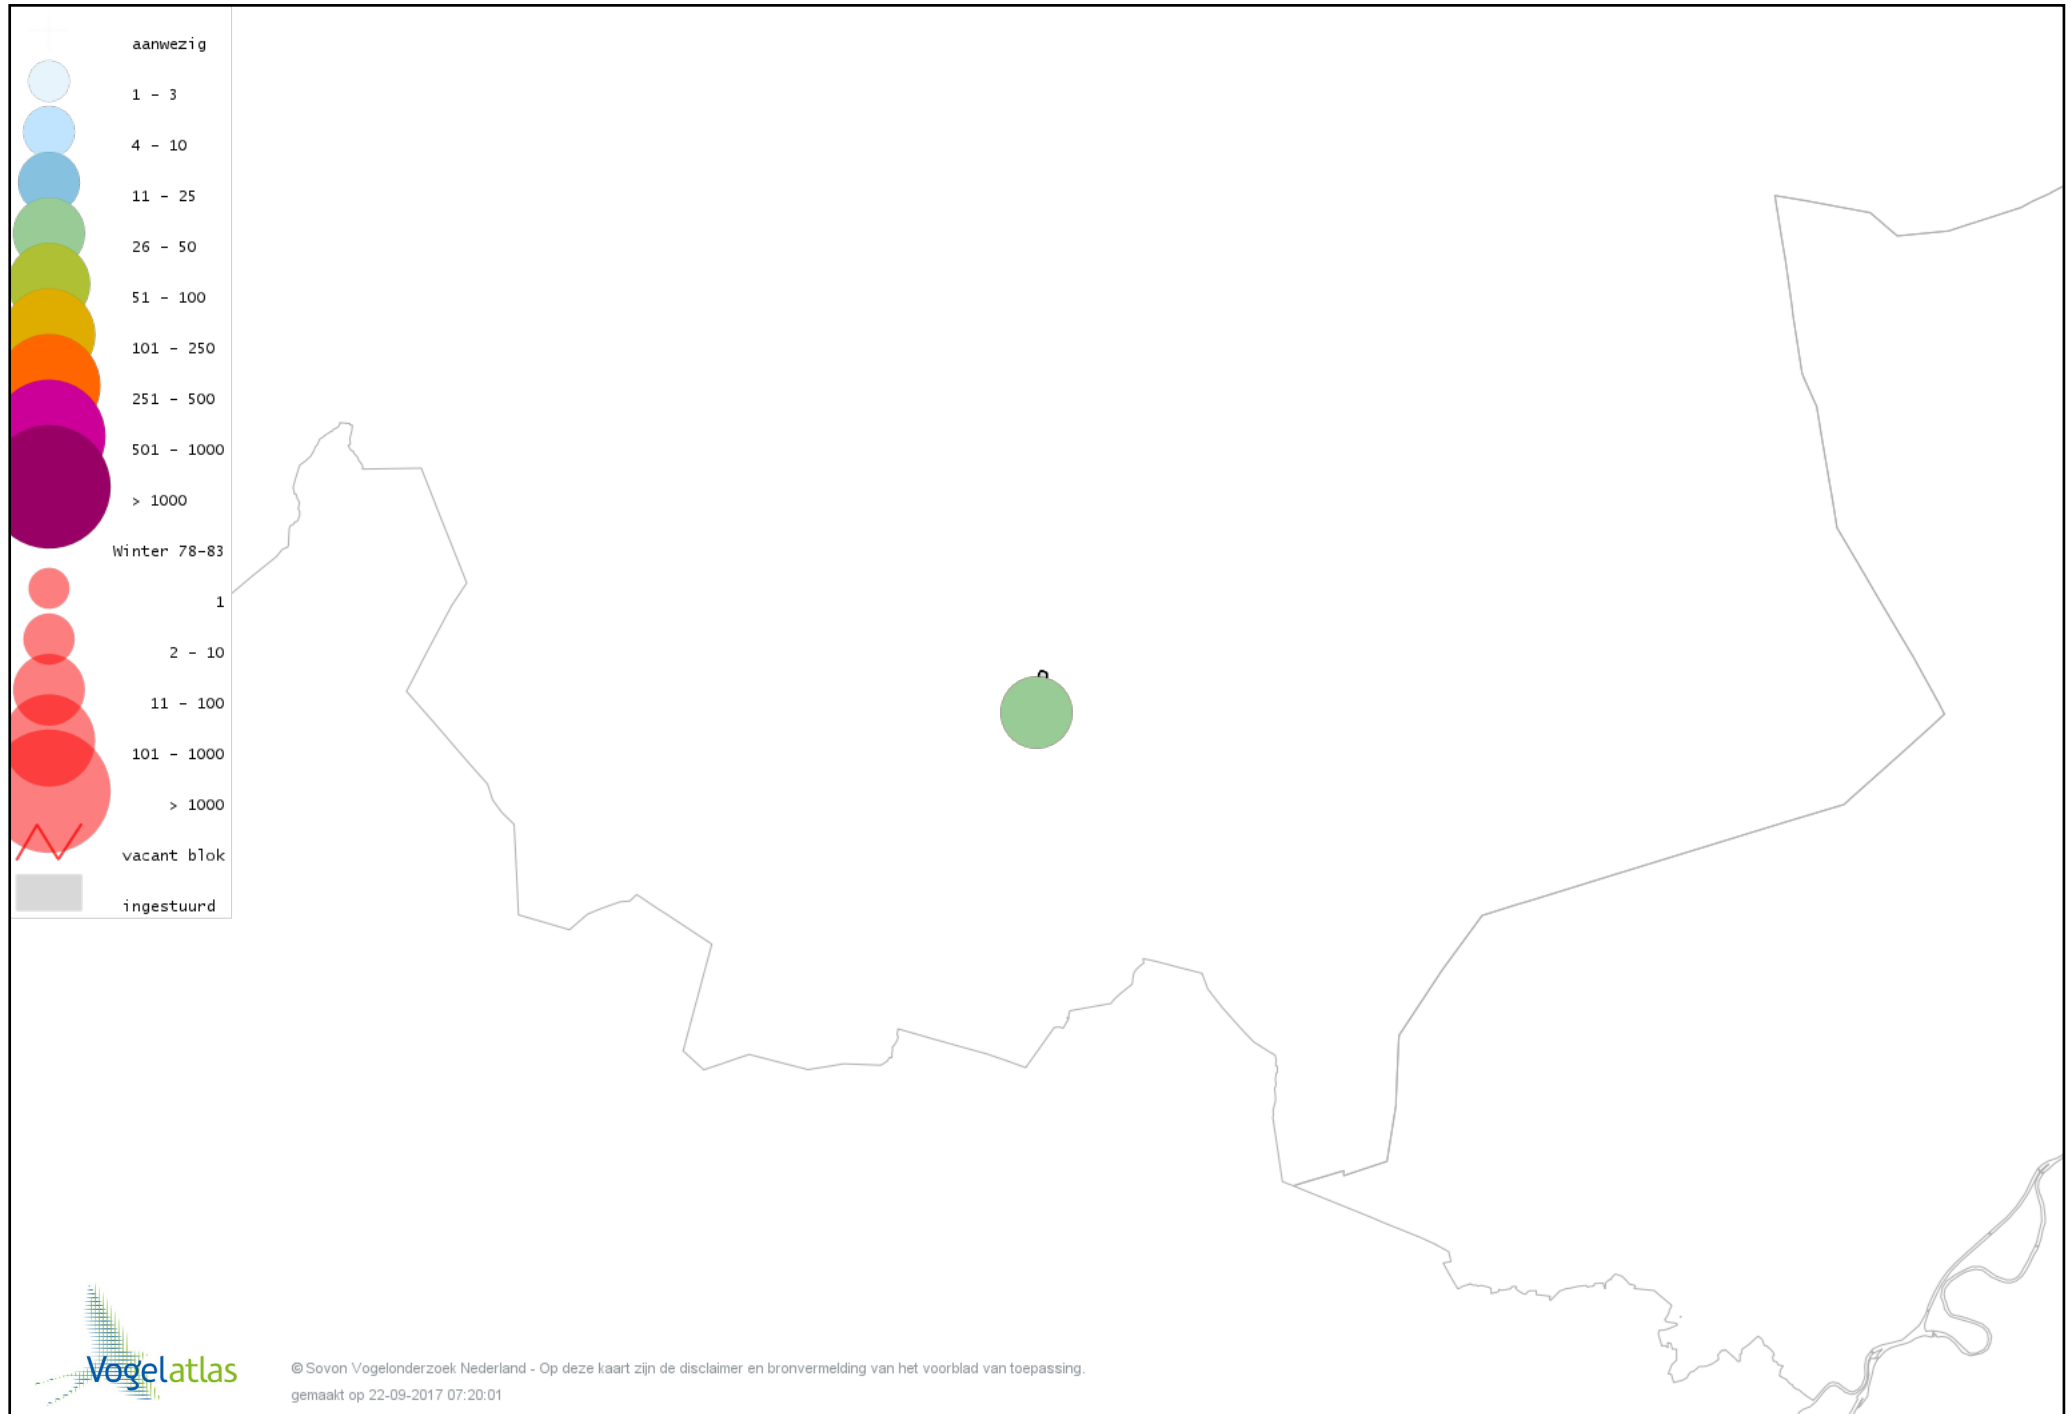 aanwezig
1 - 3
4 - 10
11 - 25
26 - 50
51 - 100
101 - 250
251 - 500
501 - 1000
> 1000
Winter 78-83
1
2 - 10
11 - 100
101 - 1000
> 1000
vacant blok
ingestuurd
Vogelatlas
© Sovon Vogelonderzoek Nederland - Op deze kaart zijn de disclaimer en bronvermelding van het voorblad van toepassing.
gemaakt op 22-09-2017 07:20:01